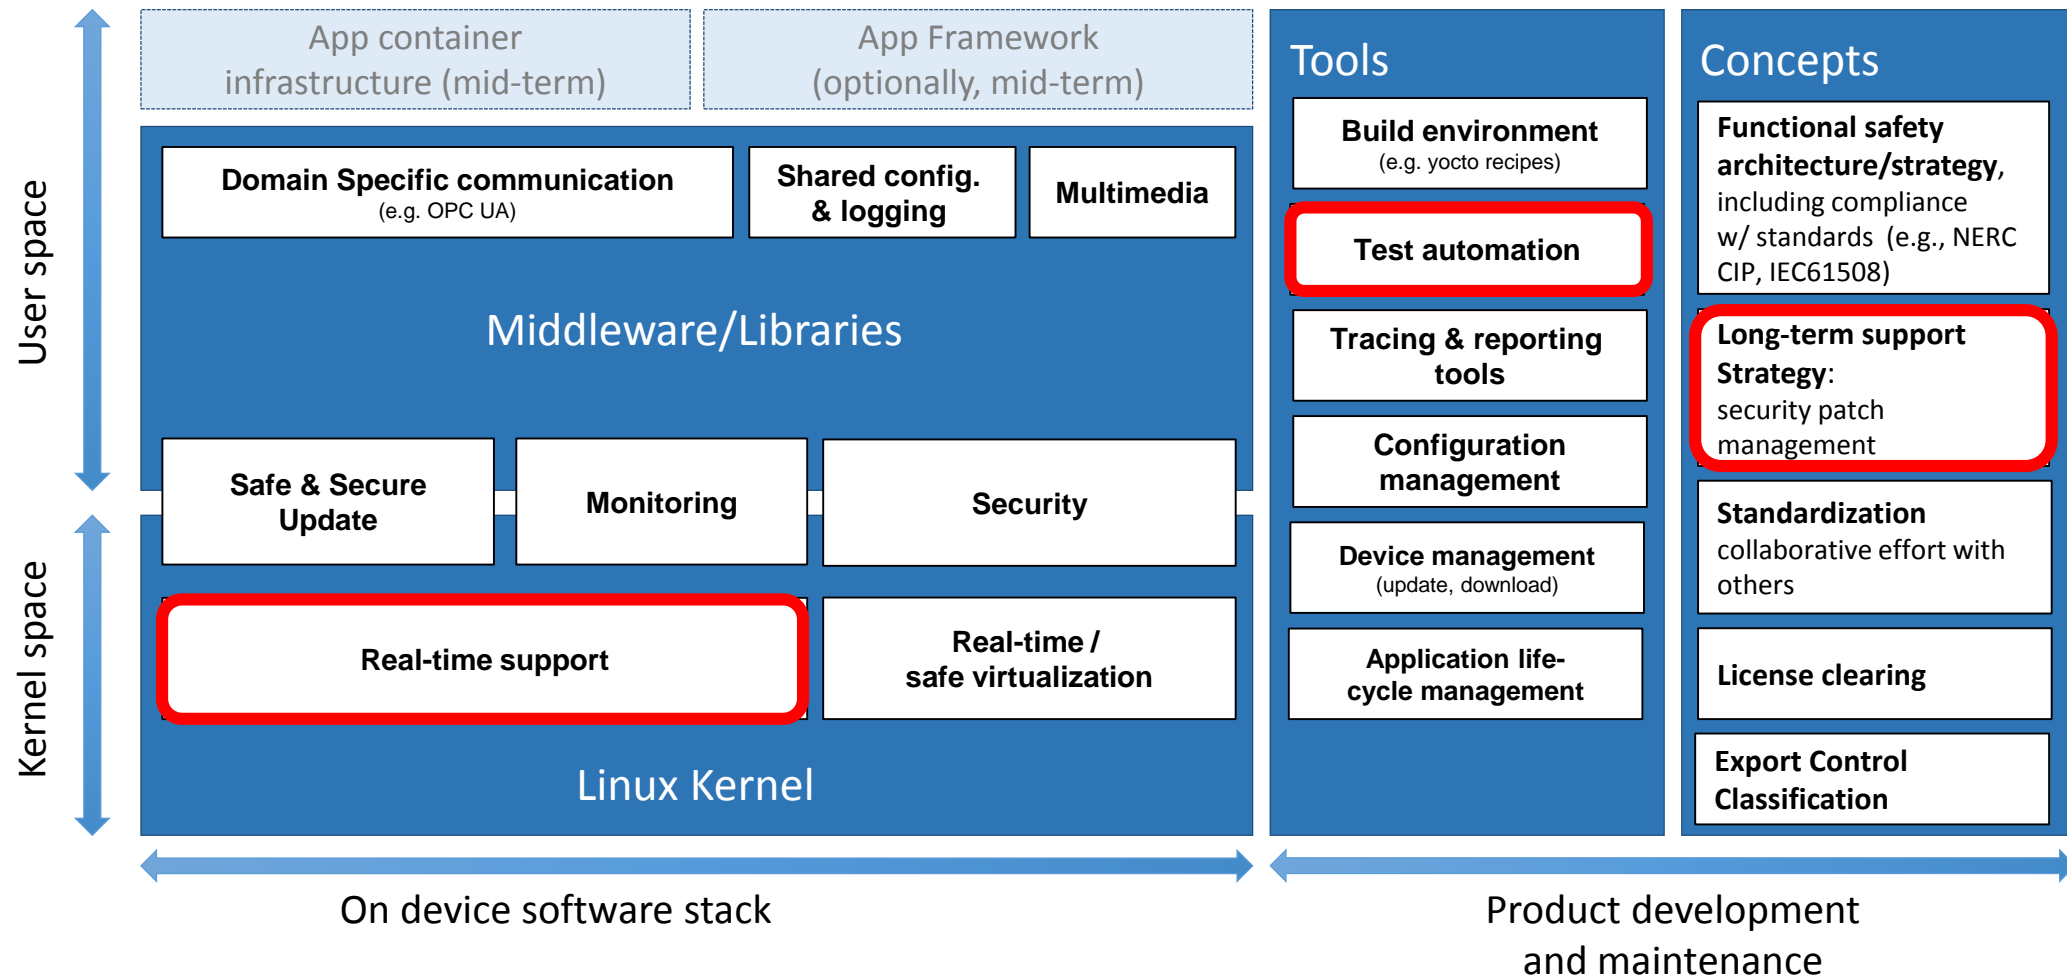 App container
infrastructure (mid-term)
App Framework
(optionally, mid-term)
User space
Domain Specific communication
(e.g. OPC UA)
Shared config.
& logging
Multimedia
Middleware/Libraries
Safe & Secure
Update
Monitoring
Security
Kernel space
Real-time support
Real-time /
safe virtualization
Linux Kernel
On device software stack
Tools
Build environment
(e.g. yocto recipes)
Test automation
Tracing & reporting
tools
Configuration
management
Device management
(update, download)
Application life-
cycle management
Concepts
Functional safety
architecture/strategy,
including compliance
w/ standards (e.g., NERC
CIP, IEC61508)
Long-term support
Strategy:
security patch
management
Standardization
collaborative effort with
others
License clearing
Export Control
Classification
Product development
and maintenance